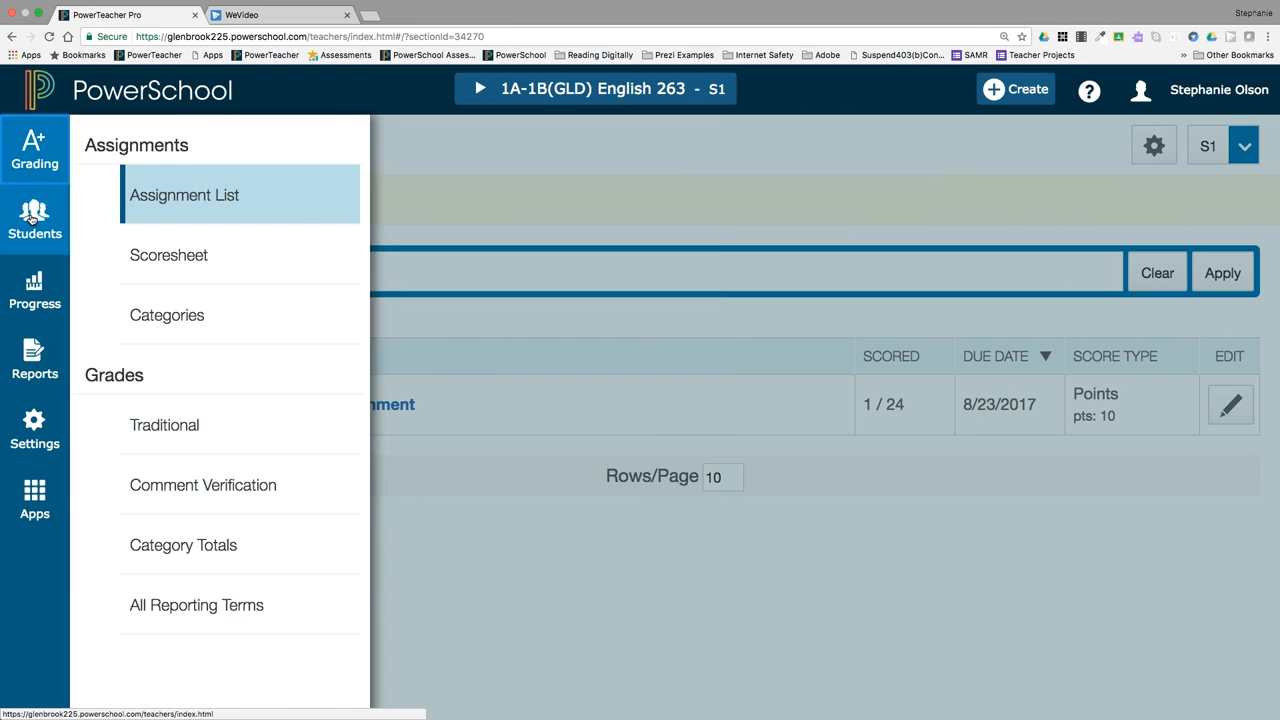 PowerTeacher Pro
WeVideo
Stephanie
Secure https://glenbrook225.powerschool.com/teachers/index.html#/?sectionId=34270
Apps Bookmarks PowerTeacher Apps PowerTeacher Assessments PowerSchool Asses... PowerSchool Reading Digitally Prezi Examples Internet Safety Adobe Suspend403(b)Con... SAMR Teacher Projects » Other Bookmarks
PowerSchool
1A-1B(GLD) English 263 - S1
Create
?
Stephanie Olson
A+
Grading
Students
Progress
Reports
Settings
Apps
Assignments
Assignment List
Scoresheet
Categories
Grades
Traditional
Comment Verification
Category Totals
All Reporting Terms
S1
Clear
Apply
SCORED DUE DATE SCORE TYPE EDIT
nment 1 / 24 8/23/2017 Points
pts: 10
Rows/Page 10
https://glenbrook225.powerschool.com/teachers/index.html